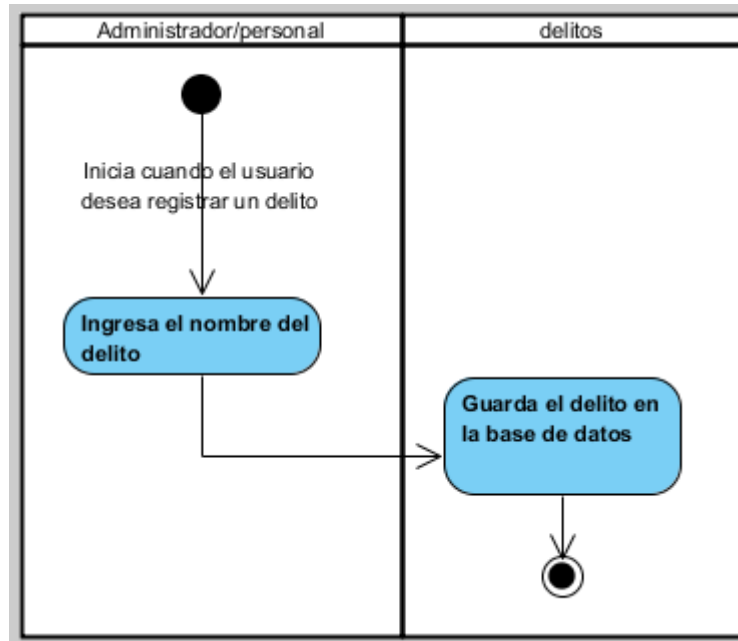 Administrador/personal
delitos
Inicia cuando el usuario
desea registrar un delito
Ingresa el nombre del
delito
Guarda el delito en
la base de datos